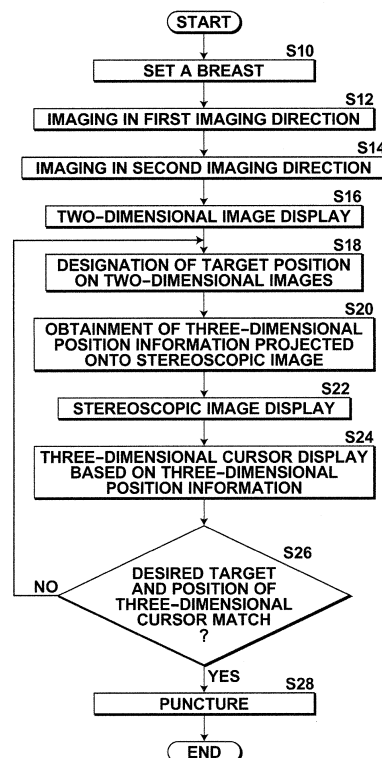 START
S10
SET A BREAST
S12
IMAGING IN FIRST IMAGING DIRECTION
S14
IMAGING IN SECOND IMAGING DIRECTION
S16
TWO-DIMENSIONAL IMAGE DISPLAY
S18
DESIGNATION OF TARGET POSITION
ON TWO-DIMENSIONAL IMAGES
S20
OBTAINMENT OF THREE-DIMENSIONAL
POSITION INFORMATION PROJECTED
ONTO STEREOSCOPIC IMAGE
S22
STEREOSCOPIC IMAGE DISPLAY
S24
THREE-DIMENSIONAL CURSOR DISPLAY
BASED ON THREE-DIMENSIONAL
POSITION INFORMATION
S26
DESIRED TARGET
AND POSITION OF
THREE-DIMENSIONAL
CURSOR MATCH
?
NO
YES
S28
PUNCTURE
END